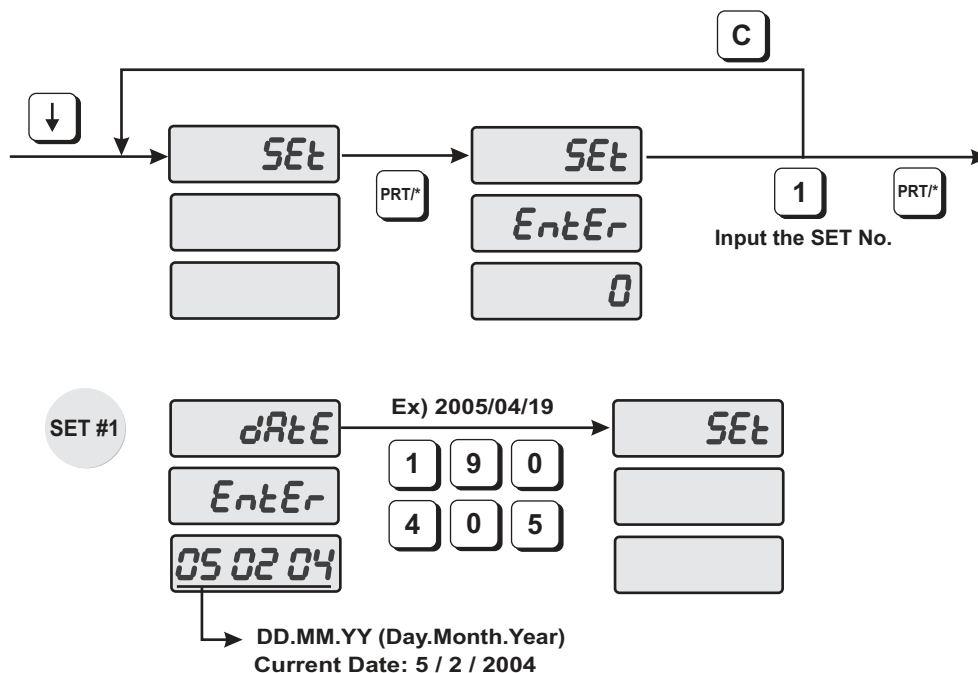 C
↓
SEt
SEt
PRT/*
1
PRT/*
EntEr
Input the SET No.
0
SET #1
dAtE
Ex) 2005/04/19
SEt
1 9 0
EntEr
4 0 5
05 02 04
DD.MM.YY (Day.Month.Year)
Current Date: 5 / 2 / 2004